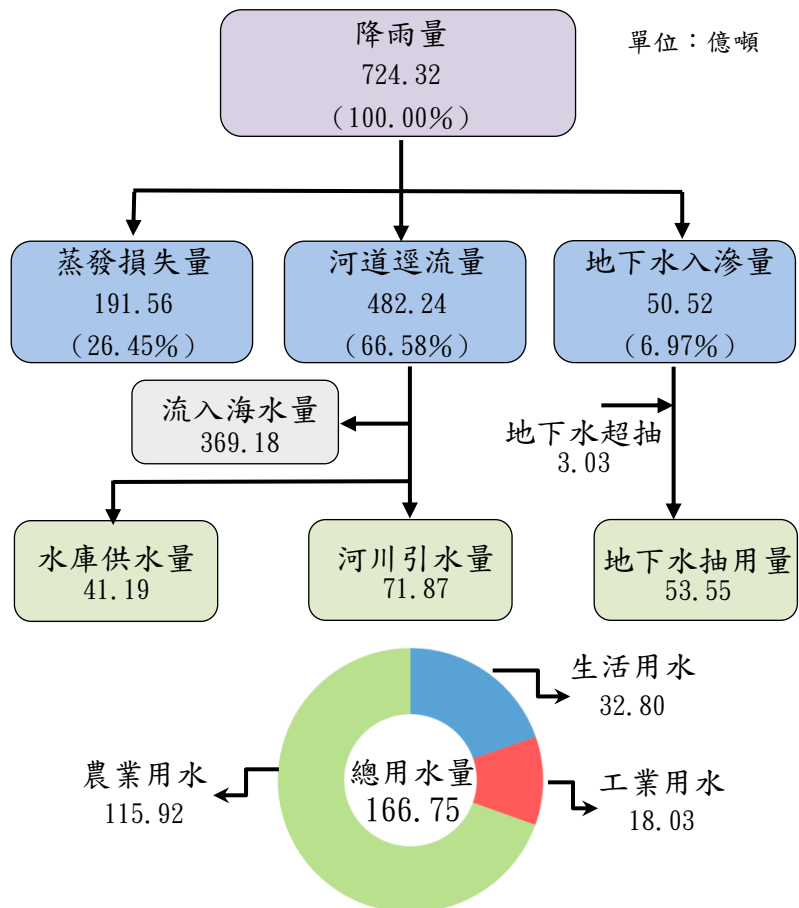 降雨量
724.32
（100.00%）
單位：億噸
蒸發損失量
191.56
（26.45%）
河道逕流量
482.24
（66.58%）
地下水入滲量
50.52
（6.97%）
流入海水量
369.18
地下水超抽
3.03
水庫供水量
41.19
河川引水量
71.87
地下水抽用量
53.55
生活用水
32.80
農業用水
115.92
總用水量
166.75
工業用水
18.03